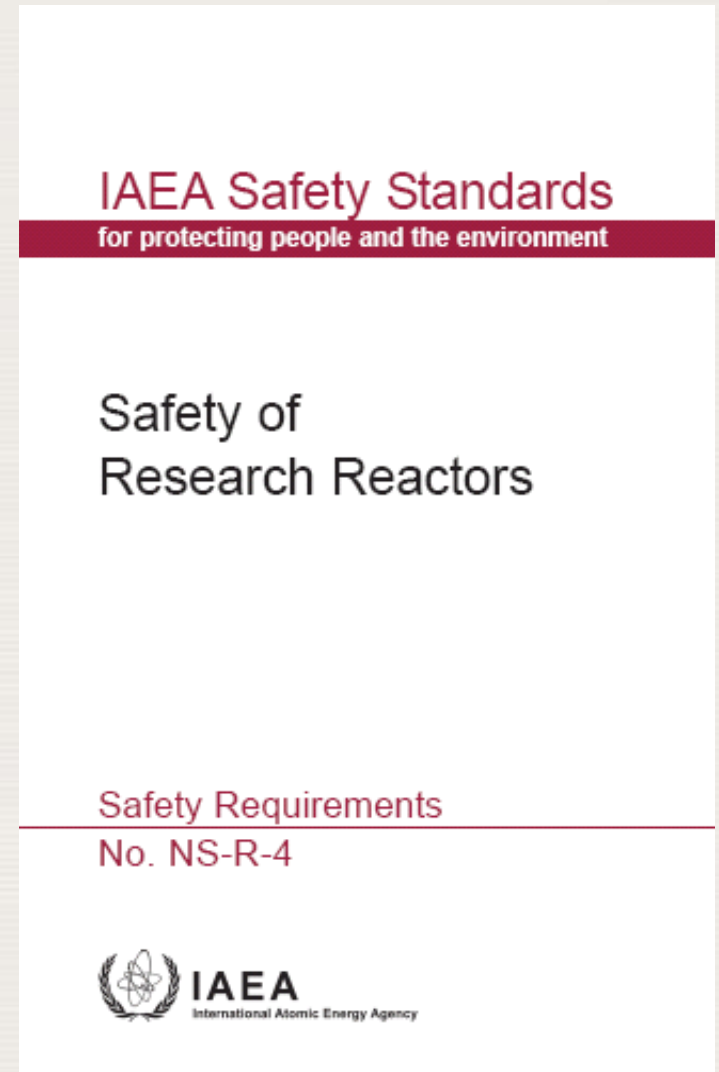 IAEA Safety Standards
for protecting people and the environment
Safety of
Research Reactors
Safety Requirements
No. NS-R-4
IAEA
International Atomic Energy Agency